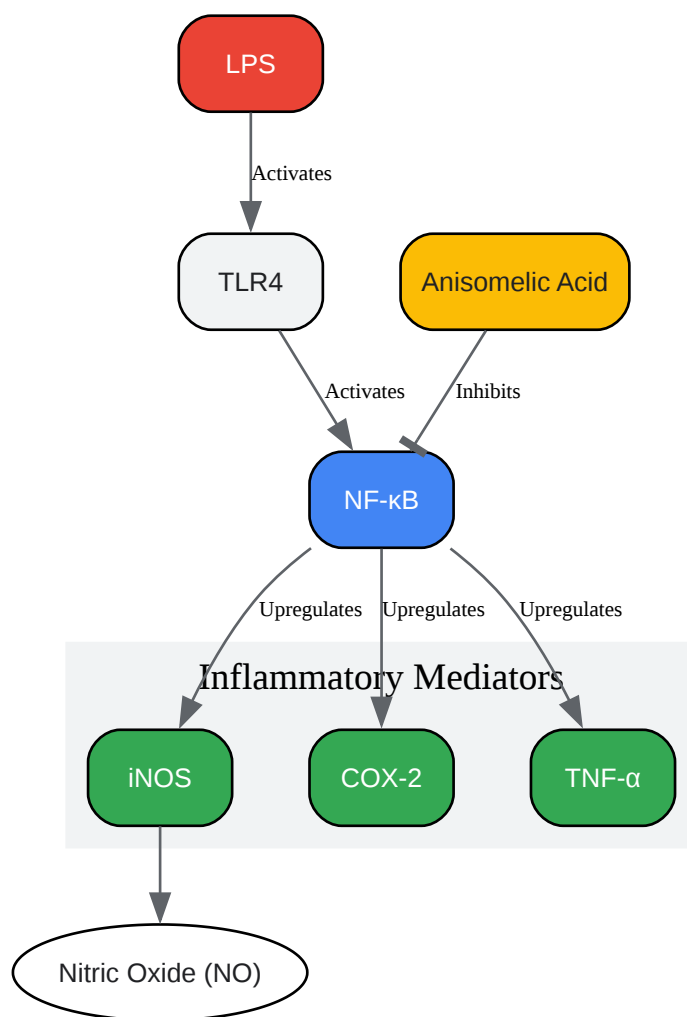 LPS
Activates
TLR4
Anisomelic Acid
Activates
Inhibits
NF-κB
Upregulates
Upregulates
Upregulates
Inflammatory Mediators
iNOS
COX-2
TNF-α
Nitric Oxide (NO)